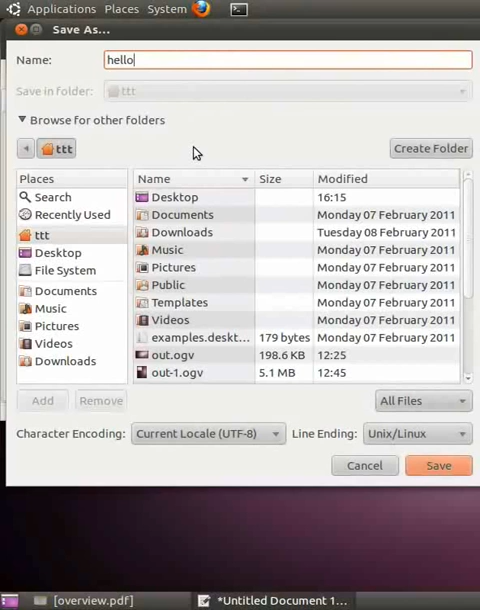 Applications Places System
Save As...
Name: hello
Save in folder: ttt
Browse for other folders
ttt Create Folder
Places
Search
Recently Used
ttt
Desktop
File System
Documents
Music
Pictures
Videos
Downloads
Name Size Modified
Desktop 16:15
Documents Monday 07 February 2011
Downloads Tuesday 08 February 2011
Music Monday 07 February 2011
Pictures Monday 07 February 2011
Public Monday 07 February 2011
Templates Monday 07 February 2011
Videos Monday 07 February 2011
examples.deskt... 179 bytes Monday 07 February 2011
out.ogv 198.6 KB 12:25
out-1.ogv 5.1 MB 12:45
Add Remove All Files
Character Encoding: Current Locale (UTF-8) Line Ending: Unix/Linux
Cancel Save
[overview.pdf] *Untitled Document 1...